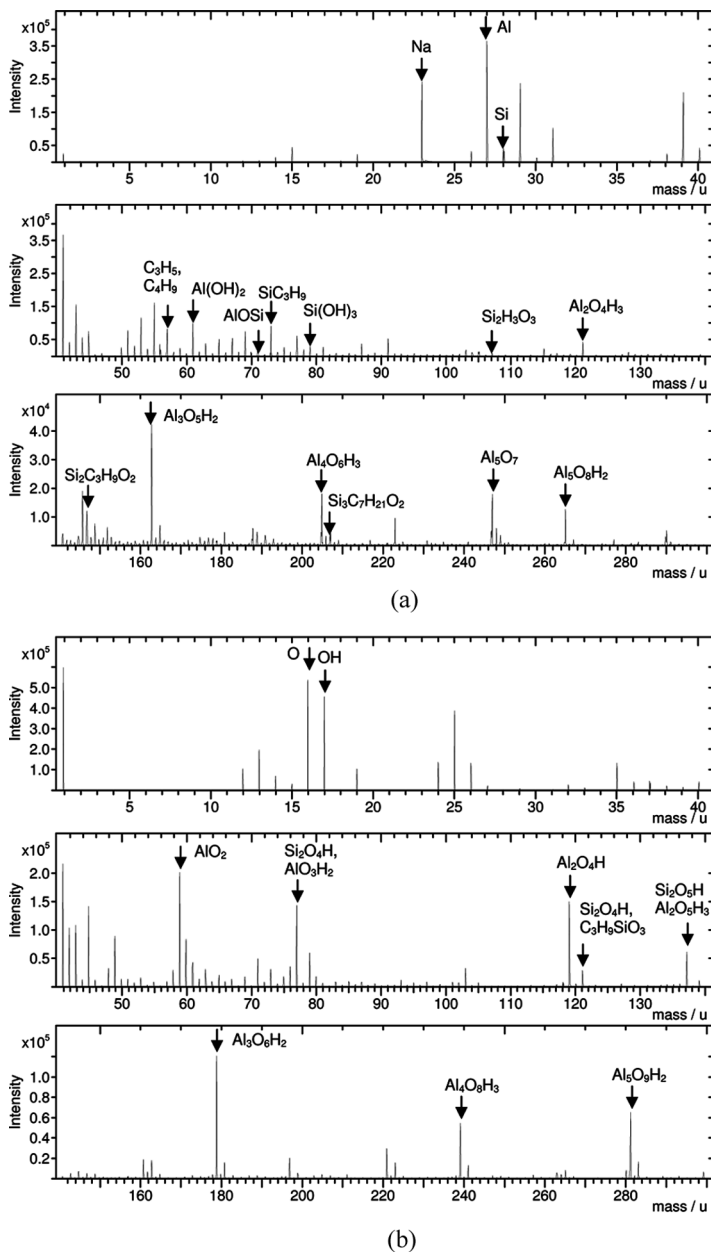 x10⁵
Intensity
3.5
2.5
1.5
0.5
Na
Al
Si
5 10 15 20 25 30 35 40
mass / u
x10⁵
Intensity
3.5
2.5
1.5
0.5
C₃H₅,
C₄H₉
Al(OH)₂
AlOSi
SiC₃H₉
Si(OH)₃
Si₂H₃O₃
Al₂O₄H₃
50 60 70 80 90 100 110 120 130
mass / u
x10⁴
Intensity
4.0
3.0
2.0
1.0
Si₂C₃H₉O₂
Al₃O₅H₂
Al₄O₆H₃
Si₃C₇H₂₁O₂
Al₅O₇
Al₅O₈H₂
160 180 200 220 240 260 280
mass / u
(a)
x10⁵
Intensity
5.0
4.0
3.0
2.0
1.0
O
OH
5 10 15 20 25 30 35 40
mass / u
x10⁵
Intensity
2.0
1.5
1.0
0.5
AlO₂
Si₂O₄H,
AlO₃H₂
Al₂O₄H
Si₂O₄H,
C₃H₉SiO₃
Si₂O₅H
Al₂O₅H₃
50 60 70 80 90 100 110 120 130
mass / u
x10⁵
Intensity
1.0
0.8
0.6
0.4
0.2
Al₃O₆H₂
Al₄O₈H₃
Al₅O₉H₂
160 180 200 220 240 260 280
mass / u
(b)